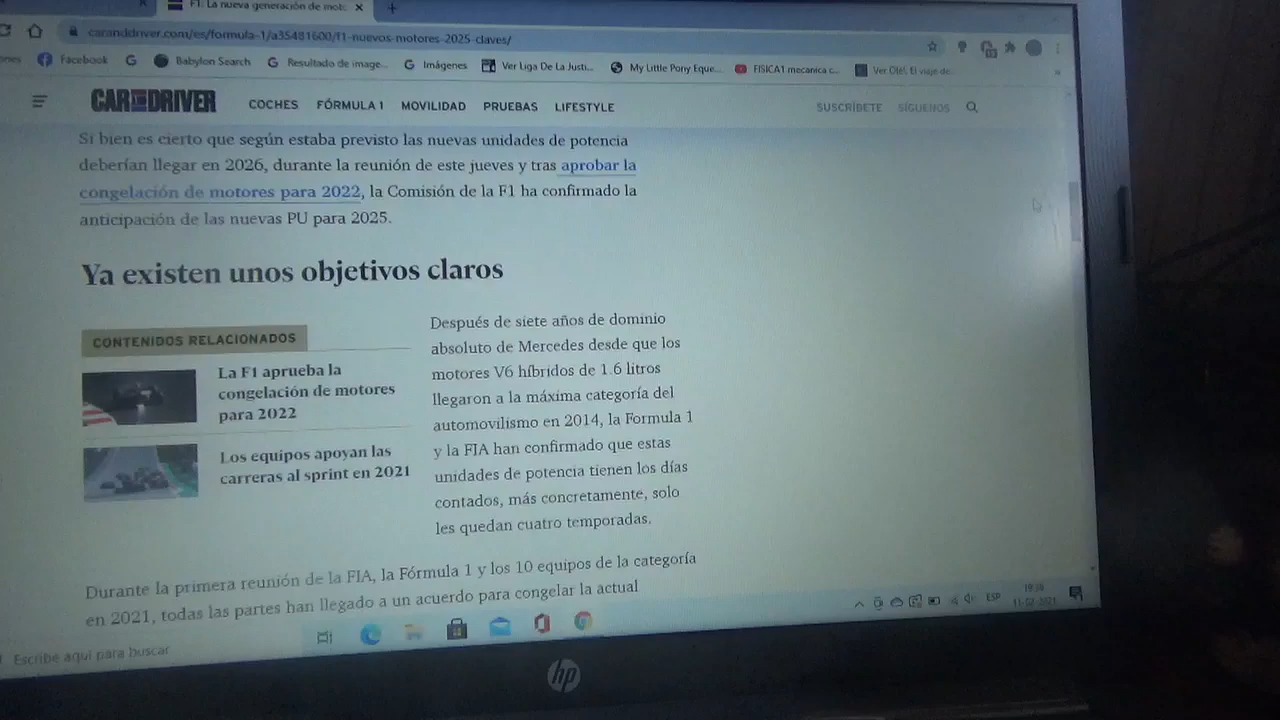 F1: La nueva generación de moto
caranddriver.com/es/formula-1/a35481600/f1-nuevos-motores-2025-claves/
Facebook
Babylon Search
Resultado de image...
Imágenes
Ver Liga De La Justi...
My Little Pony Eque...
FISICA1 mecanica c...
Ver Olé!, El viaje de
CAR AND DRIVER
COCHES FÓRMULA 1 MOVILIDAD PRUEBAS LIFESTYLE
SUSCRÍBETE SÍGUENOS
Si bien es cierto que según estaba previsto las nuevas unidades de potencia
deberían llegar en 2026, durante la reunión de este jueves y tras aprobar la
congelación de motores para 2022, la Comisión de la F1 ha confirmado la
anticipación de las nuevas PU para 2025.
Ya existen unos objetivos claros
CONTENIDOS RELACIONADOS
La F1 aprueba la
congelación de motores
para 2022
Los equipos apoyan las
carreras al sprint en 2021
Después de siete años de dominio
absoluto de Mercedes desde que los
motores V6 híbridos de 1.6 litros
llegaron a la máxima categoría del
automovilismo en 2014, la Formula 1
y la FIA han confirmado que estas
unidades de potencia tienen los días
contados, más concretamente, solo
les quedan cuatro temporadas.
Durante la primera reunión de la FIA, la Fórmula 1 y los 10 equipos de la categoría
en 2021, todas las partes han llegado a un acuerdo para congelar la actual
Escribe aquí para buscar
ESP
hp